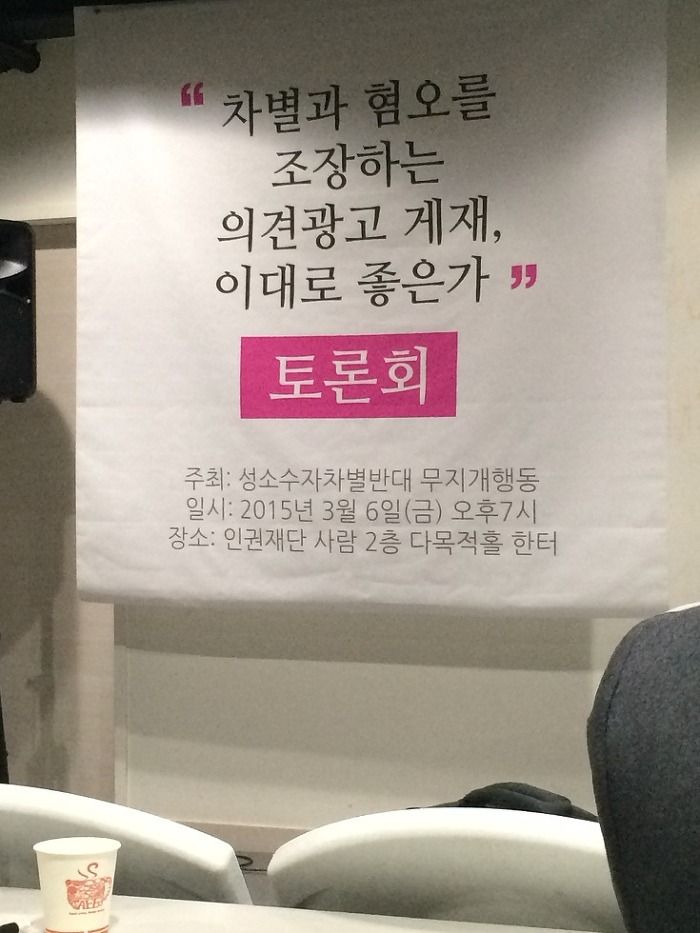 “ 차별과 혐오를
조장하는
의견광고 게재,
이대로 좋은가 ”
토론회
주최: 성소수자차별반대 무지개행동
일시: 2015년 3월 6일(금) 오후7시
장소: 인권재단 사람 2층 다목적홀 한터